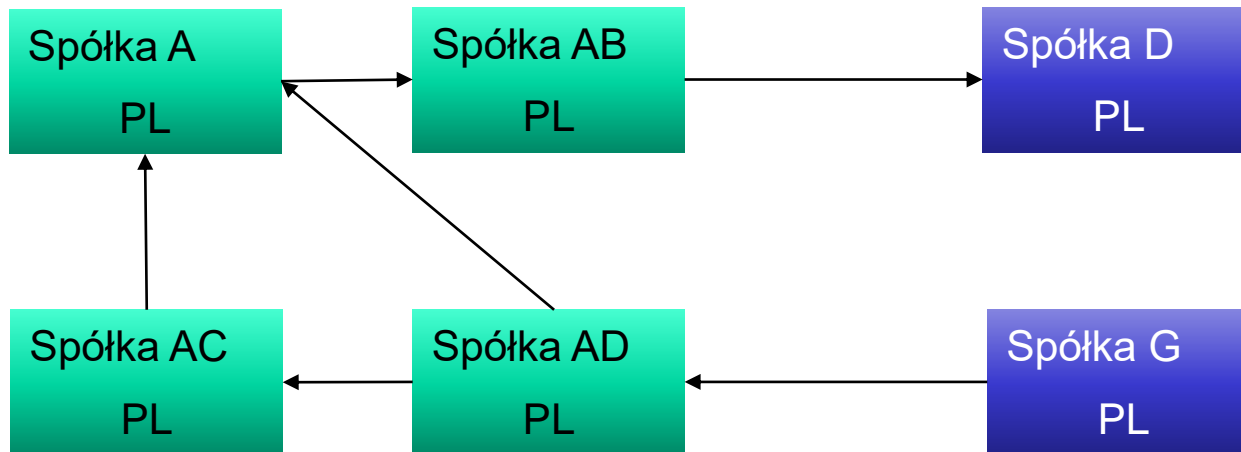 Spółka A
PL
Spółka AB
PL
Spółka D
PL
Spółka AC
PL
Spółka AD
PL
Spółka G
PL